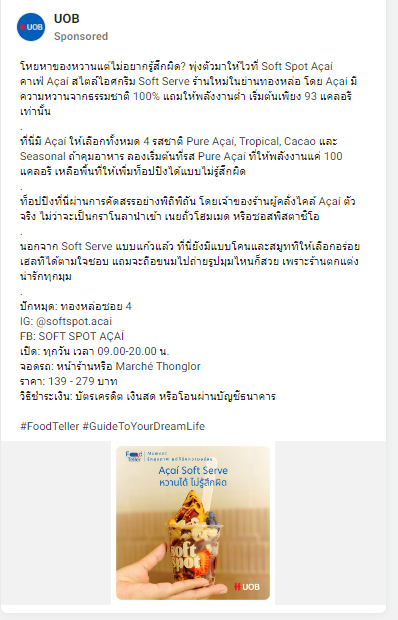 UOB
UOB
Sponsored
โหยหาของหวานแต่ไม่อยากรู้สึกผิด? พุ่งตัวมาให้ไวที่ Soft Spot Açaí
คาเฟ่ Açaí สไตล์ไอศกรีม Soft Serve ร้านใหม่ในย่านทองหล่อ โดย Açaí มี
ความหวานจากธรรมชาติ 100% แถมให้พลังงานต่ำ เริ่มต้นเพียง 93 แคลอรี
เท่านั้น
.
ที่นี่มี Açaí ให้เลือกทั้งหมด 4 รสชาติ Pure Açaí, Tropical, Cacao และ
Seasonal ถ้าคุมอาหาร ลองเริ่มต้นที่รส Pure Açaí ที่ให้พลังงานแค่ 100
แคลอรี เหลือพื้นที่ให้เพิ่มท็อปปิงได้แบบไม่รู้สึกผิด
.
ท็อปปิงที่นี่ผ่านการคัดสรรอย่างพิถีพิถัน โดยเจ้าของร้านผู้คลั่งไคล้ Açaí ตัว
จริง ไม่ว่าจะเป็นกราโนลาฉ่ำเข้า เนยถั่วโฮมเมด หรือซอสพิสตาชิโอ
.
นอกจาก Soft Serve แบบแก้วแล้ว ที่นี่ยังมีแบบโคนและสมูทที้ให้เลือกอร่อย
เฮลที้ได้ตามใจชอบ แถมจะถือขนมไปถ่ายรูปมุมไหนก็สวย เพราะร้านตกแต่ง
น่ารักทุกมุม
.
ปักหมุด: ทองหล่อซอย 4
IG: @softspot.acai
FB: SOFT SPOT AÇAÍ
เปิด: ทุกวัน เวลา 09.00-20.00 น.
จอดรถ: หน้าร้านหรือ Marché Thonglor
ราคา: 139 - 279 บาท
วิธีชำระเงิน: บัตรเครดิต เงินสด หรือโอนผ่านบัญชีธนาคาร
#FoodTeller #GuideToYourDreamLife
Food Teller
Moment
Açaí Soft Serve
หวานได้ ไม่รู้สึกผิด
soft
spot
UOB